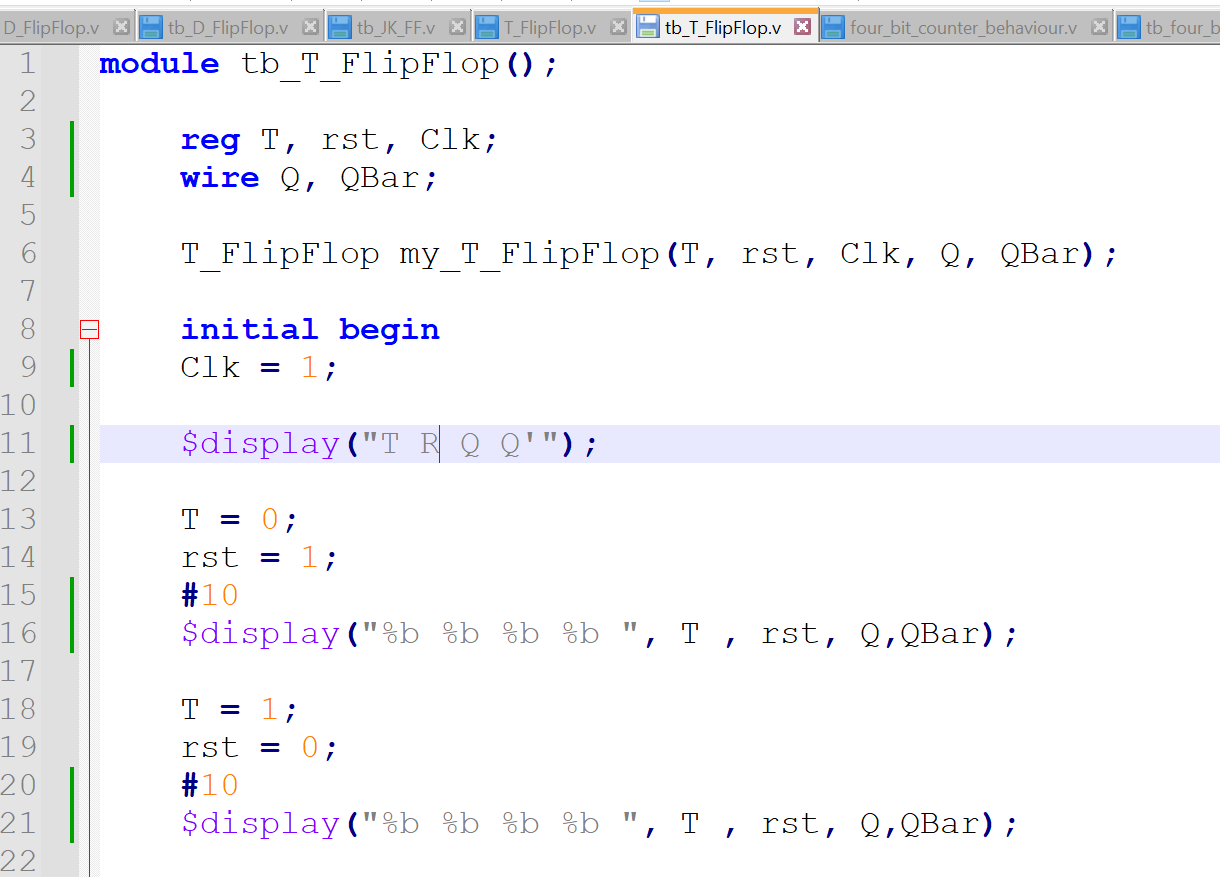 D_FlipFlop.v tb_D_FlipFlop.v tb_JK_FF.v T_FlipFlop.v tb_T_FlipFlop.v four_bit_counter_behaviour.v tb_four_b
1 module tb_T_FlipFlop();
2
3 reg T, rst, Clk;
4 wire Q, QBar;
5
6 T_FlipFlop my_T_FlipFlop(T, rst, Clk, Q, QBar);
7
8 initial begin
9 Clk = 1;
10
11 $display("T R Q Q'");
12
13 T = 0;
14 rst = 1;
15 #10
16 $display("%b %b %b %b ", T , rst, Q,QBar);
17
18 T = 1;
19 rst = 0;
20 #10
21 $display("%b %b %b %b ", T , rst, Q,QBar);
22